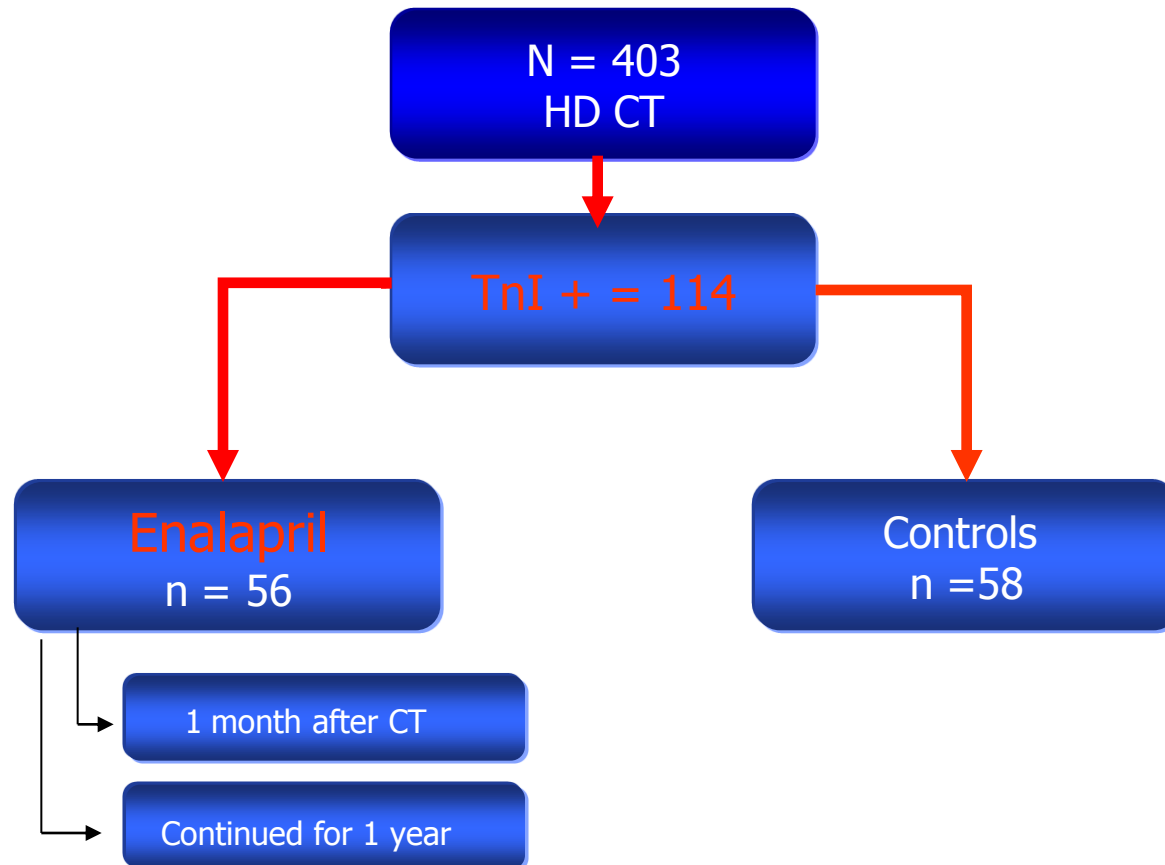 N = 403
HD CT
TnI + = 114
Enalapril
n = 56
Controls
n =58
1 month after CT
Continued for 1 year